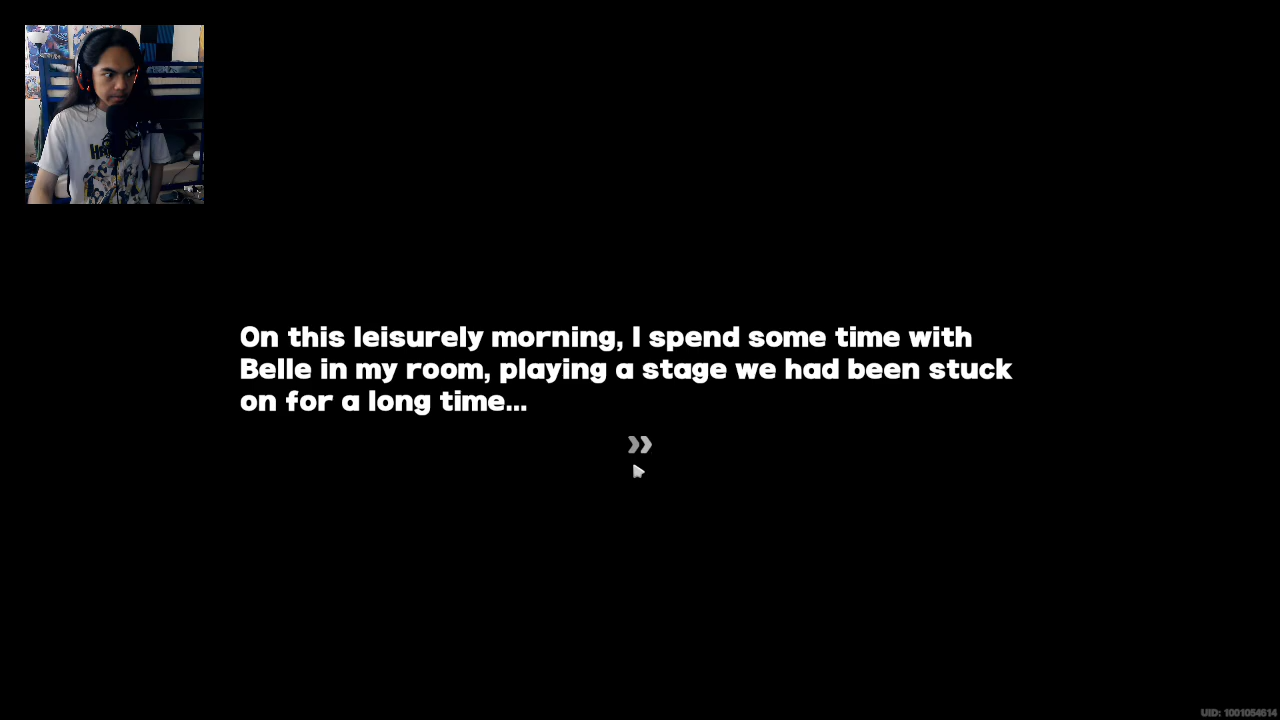 On this leisurely morning, I spend some time with
Belle in my room, playing a stage we had been stuck
on for a long time...
UID: 1001054614